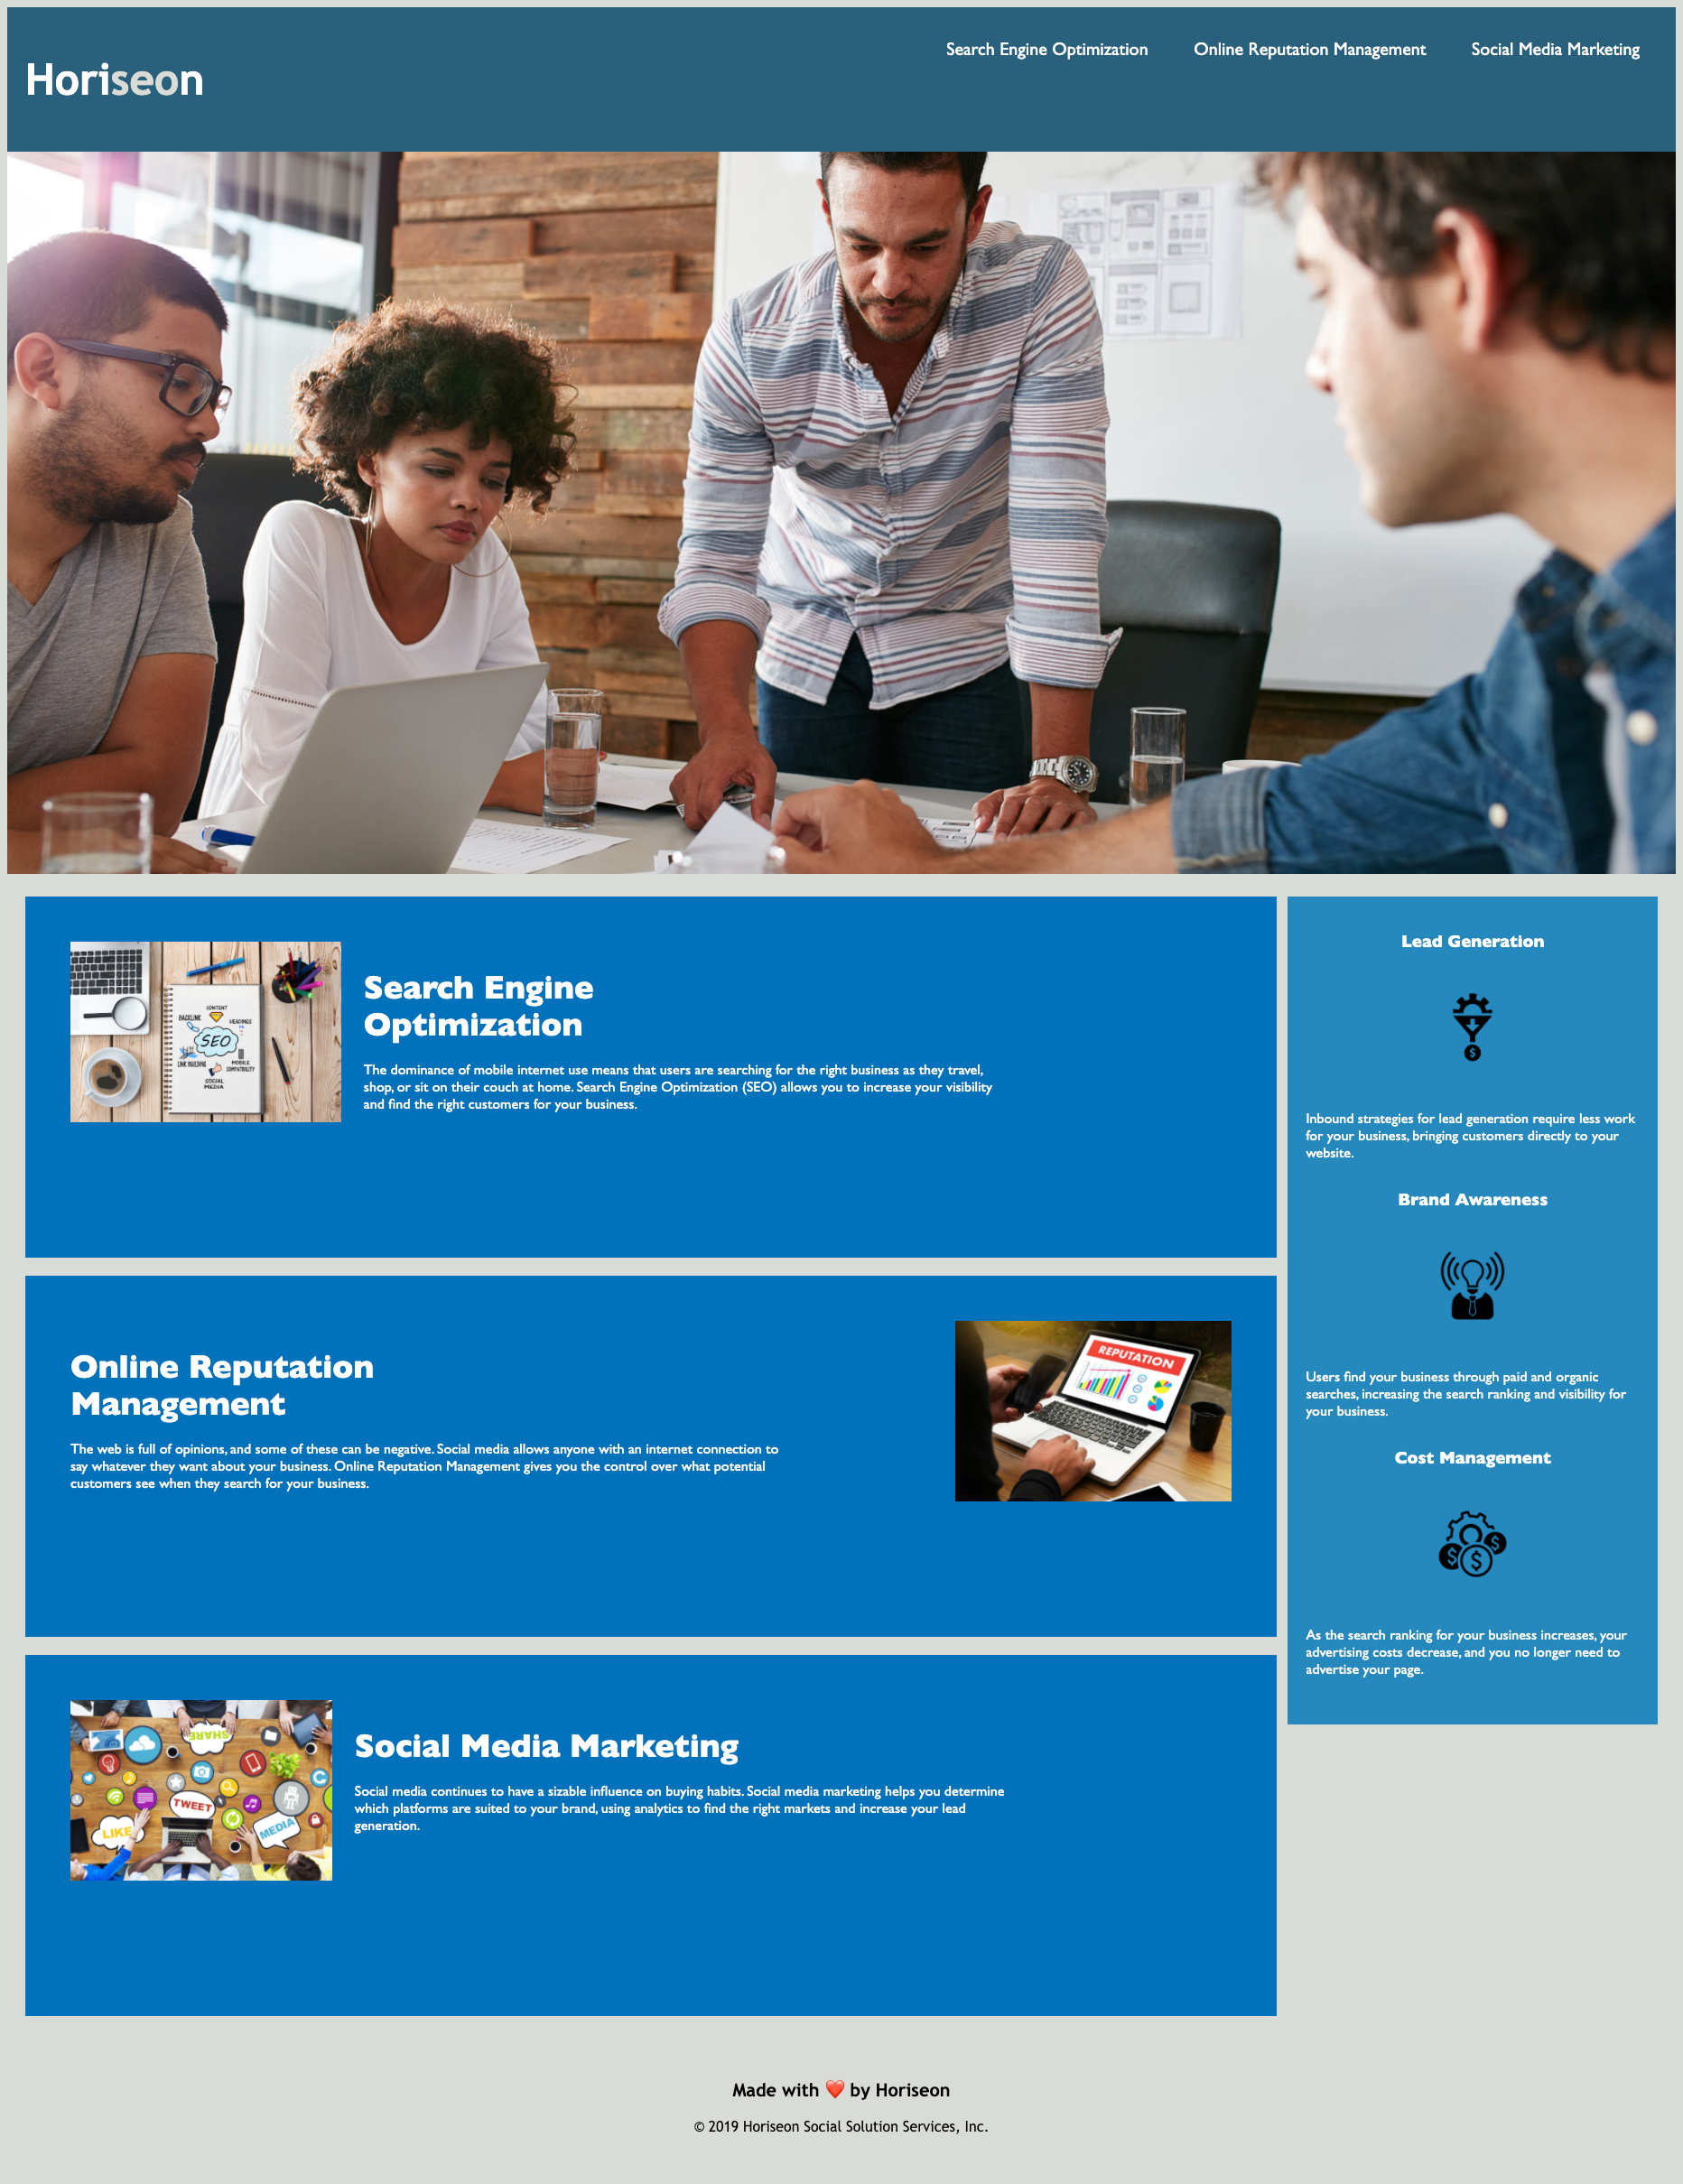 Horiseon
Search Engine Optimization
Online Reputation Management
Social Media Marketing
CONTENT
BACKLINK
HEADINGS
SEO
LINK BUILDING
MOBILE
COMPATIBILITY
SOCIAL
MEDIA
Search Engine
Optimization
The dominance of mobile internet use means that users are searching for the right business as they travel,
shop, or sit on their couch at home. Search Engine Optimization (SEO) allows you to increase your visibility
and find the right customers for your business.
Online Reputation
Management
The web is full of opinions, and some of these can be negative. Social media allows anyone with an internet connection to
say whatever they want about your business. Online Reputation Management gives you the control over what potential
customers see when they search for your business.
REPUTATION
SHARE
TWEET
LIKE
MEDIA
Social Media Marketing
Social media continues to have a sizable influence on buying habits. Social media marketing helps you determine
which platforms are suited to your brand, using analytics to find the right markets and increase your lead
generation.
Lead Generation
$
Inbound strategies for lead generation require less work
for your business, bringing customers directly to your
website.
Brand Awareness
Users find your business through paid and organic
searches, increasing the search ranking and visibility for
your business.
Cost Management
$ $ $
As the search ranking for your business increases, your
advertising costs decrease, and you no longer need to
advertise your page.
Made with ❤️ by Horiseon
© 2019 Horiseon Social Solution Services, Inc.